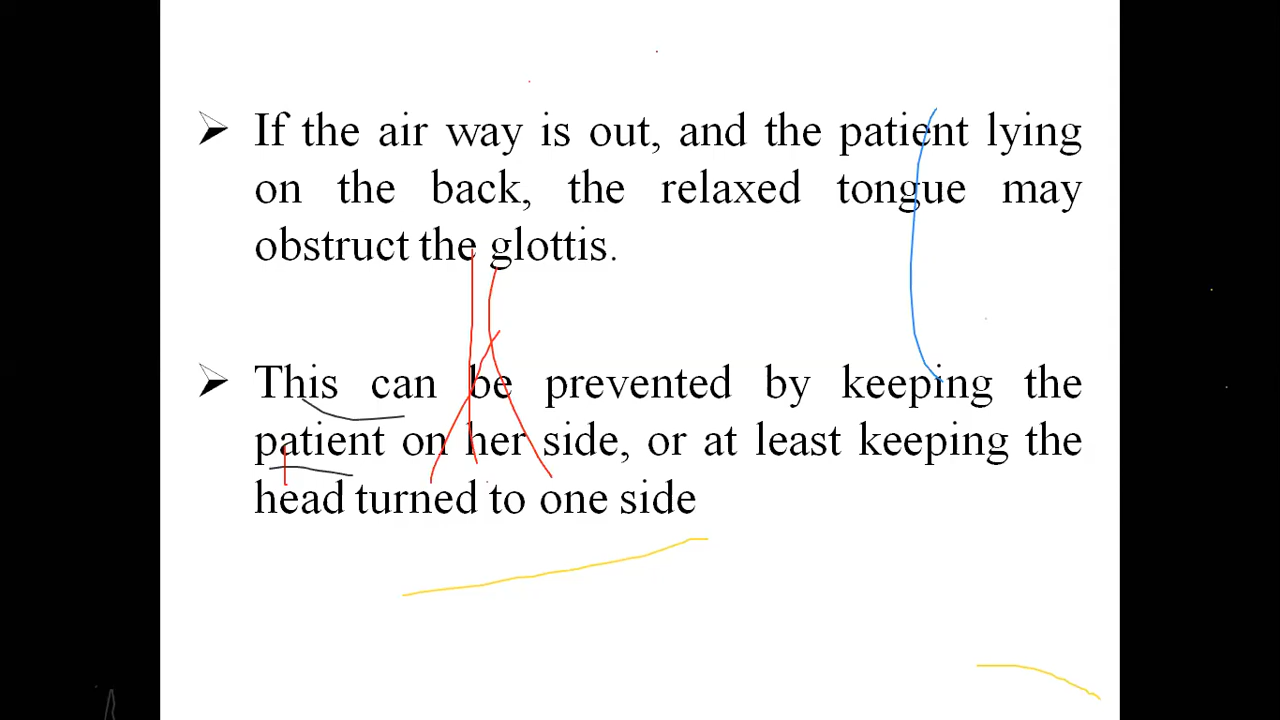 ➢ If the air way is out, and the patient lying
on the back, the relaxed tongue may
obstruct the glottis.
➢ This can be prevented by keeping the
patient on her side, or at least keeping the
head turned to one side